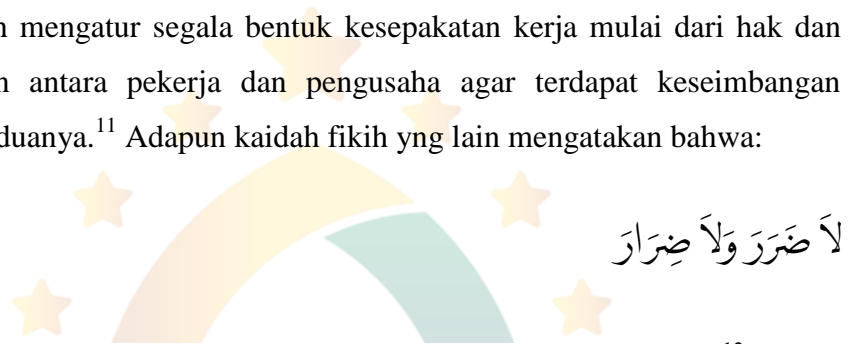 mengatur segala bentuk kesepakatan kerja mulai dari hak dan
antara pekerja dan pengusaha agar terdapat keseimbangan
duanya.11 Adapun kaidah fikih yng lain mengatakan bahwa:
لاَ ضَرَرَ وَلاَ ضِرَارَ